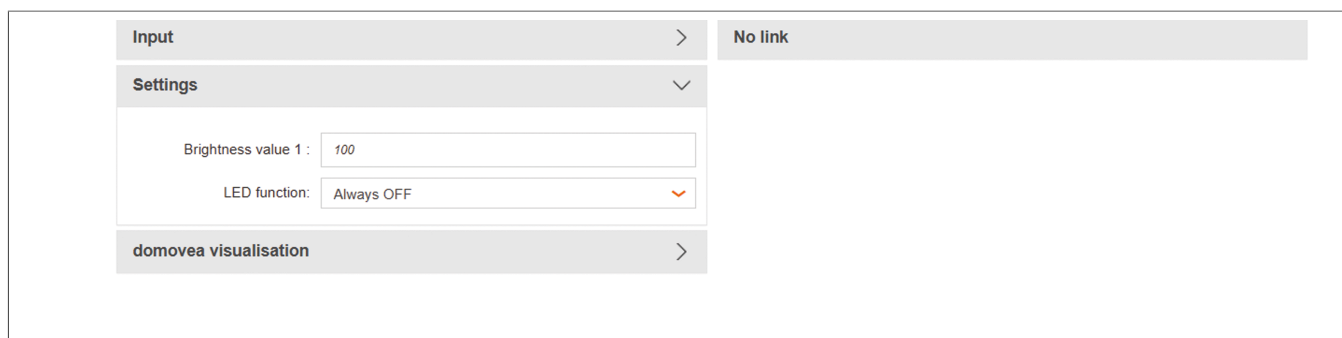 Input
No link
Settings
Brightness value 1 : 100
LED function: Always OFF
domovea visualisation